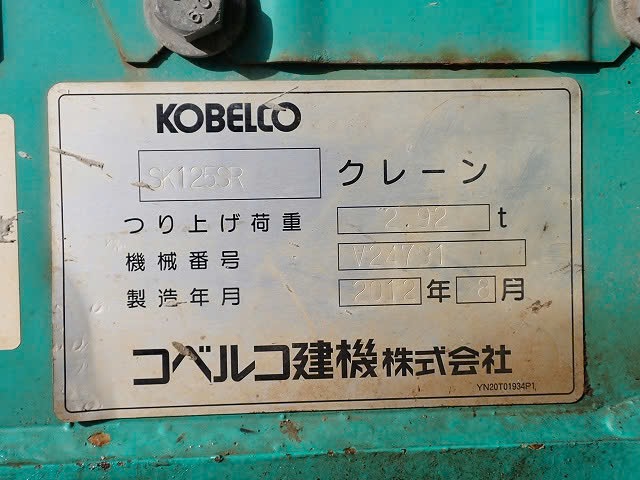 KOBELCO
SK125SR クレーン
つり上げ荷重 2.92 t
機械番号 V24781
製造年月 2012 年 8 月
コベルコ建機株式会社
YN20T01934P1